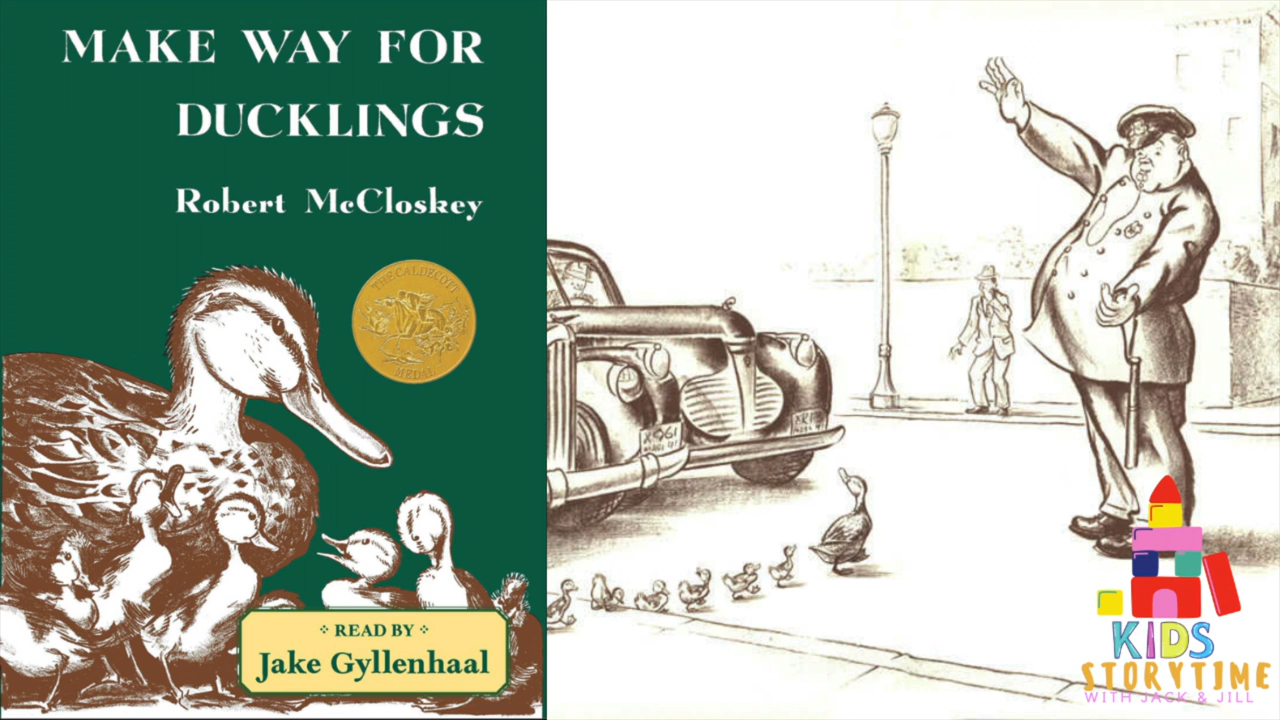 MAKE WAY FOR
DUCKLINGS
Robert McCloskey
THE CALDECOTT
MEDAL
READ BY
Jake Gyllenhaal
KIDS
STORYTIME
WITH JACK & JILL